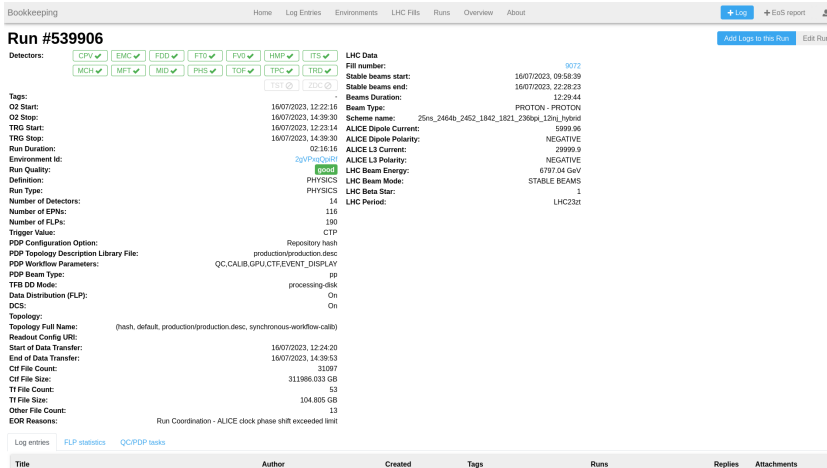 Bookkeeping Home Log Entries Environments LHC Fills Runs Overview About + Log + EoS report
Run #539906 Add Logs to this Run Edit Run
Detectors: CPV EMC FDD FT0 FV0 HMP ITS
MCH MFT MID PHS TOF TPC TRD
TST ZDC
Tags: -
O2 Start: 16/07/2023, 12:22:16
O2 Stop: 16/07/2023, 14:39:30
TRG Start: 16/07/2023, 12:23:14
TRG Stop: 16/07/2023, 14:39:30
Run Duration: 02:16:16
Environment Id: 2gVPxqQpiRf
Run Quality: good
Definition: PHYSICS
Run Type: PHYSICS
Number of Detectors: 14
Number of EPNs: 116
Number of FLPs: 190
Trigger Value: CTP
PDP Configuration Option: Repository hash
PDP Topology Description Library File: production/production.desc
PDP Workflow Parameters: QC,CALIB,GPU,CTF,EVENT_DISPLAY
PDP Beam Type: pp
TFB DD Mode: processing-disk
Data Distribution (FLP): On
DCS: On
Topology:
Topology Full Name: (hash, default, production/production.desc, synchronous-workflow-calib)
Readout Config URI:
Start of Data Transfer: 16/07/2023, 12:24:20
End of Data Transfer: 16/07/2023, 14:39:53
Ctf File Count: 31097
Ctf File Size: 311986.033 GB
Tf File Count: 53
Tf File Size: 104.805 GB
Other File Count: 13
EOR Reasons: Run Coordination - ALICE clock phase shift exceeded limit
LHC Data
Fill number: 9072
Stable beams start: 16/07/2023, 09:58:39
Stable beams end: 16/07/2023, 22:28:23
Beams Duration: 12:29:44
Beam Type: PROTON - PROTON
Scheme name: 25ns_2464b_2452_1842_1821_236bpi_12inj_hybrid
ALICE Dipole Current: 5999.96
ALICE Dipole Polarity: NEGATIVE
ALICE L3 Current: 29999.9
ALICE L3 Polarity: NEGATIVE
LHC Beam Energy: 6797.04 GeV
LHC Beam Mode: STABLE BEAMS
LHC Beta Star: 1
LHC Period: LHC23zt
Log entries FLP statistics QC/PDP tasks
Title Author Created Tags Runs Replies Attachments